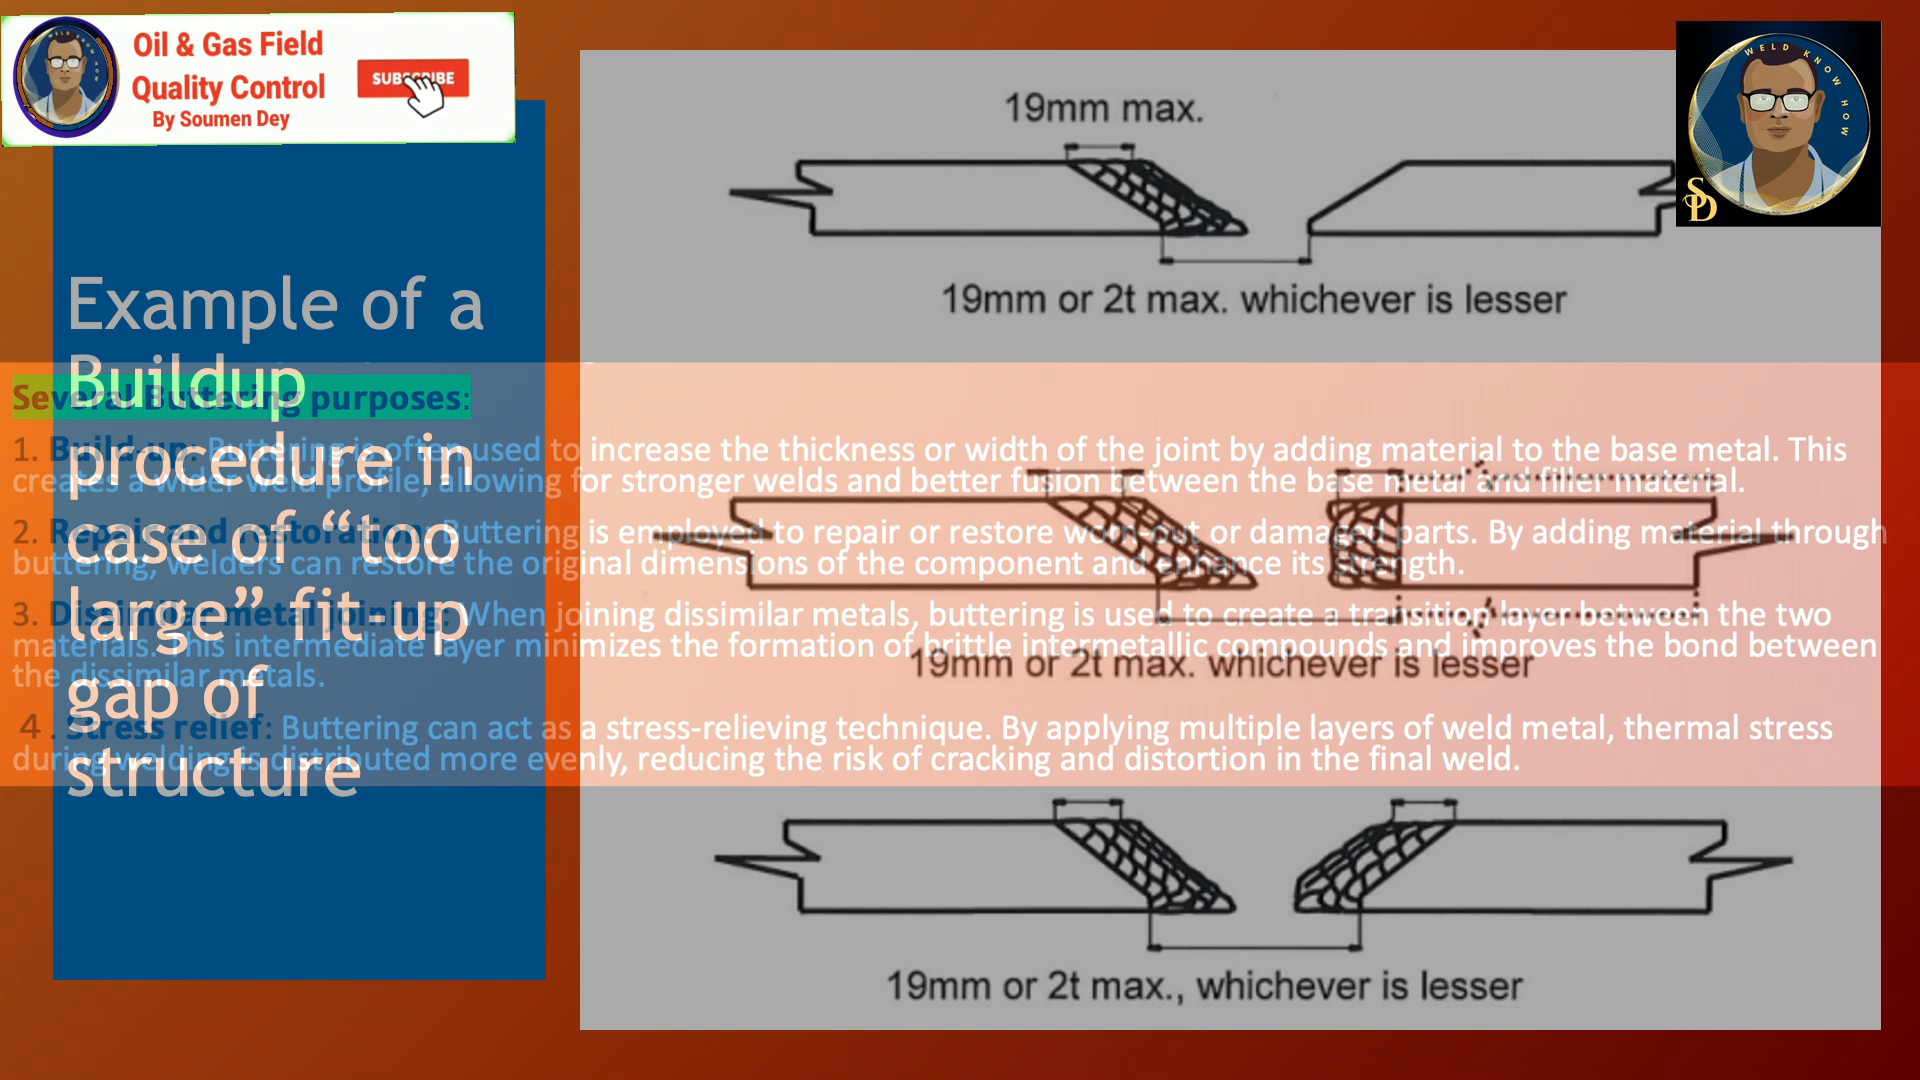 Oil & Gas Field
Quality Control
By Soumen Dey
SUBSCRIBE
WELD KNOW HOW
SD
Example of a
Buildup
procedure in
case of “too
large” fit-up
gap of
structure
19mm max.
19mm or 2t max. whichever is lesser
19mm or 2t max. whichever is lesser
19mm or 2t max., whichever is lesser
Several Buttering purposes:
1. Build-up: Buttering is often used to increase the thickness or width of the joint by adding material to the base metal. This
creates a wider weld profile, allowing for stronger welds and better fusion between the base metal and filler material.
2. Repair and restoration: Buttering is employed to repair or restore worn-out or damaged parts. By adding material through
buttering, welders can restore the original dimensions of the component and enhance its strength.
3. Dissimilar metal joining: When joining dissimilar metals, buttering is used to create a transition layer between the two
materials. This intermediate layer minimizes the formation of brittle intermetallic compounds and improves the bond between
the dissimilar metals.
4 . Stress relief: Buttering can act as a stress-relieving technique. By applying multiple layers of weld metal, thermal stress
during welding is distributed more evenly, reducing the risk of cracking and distortion in the final weld.